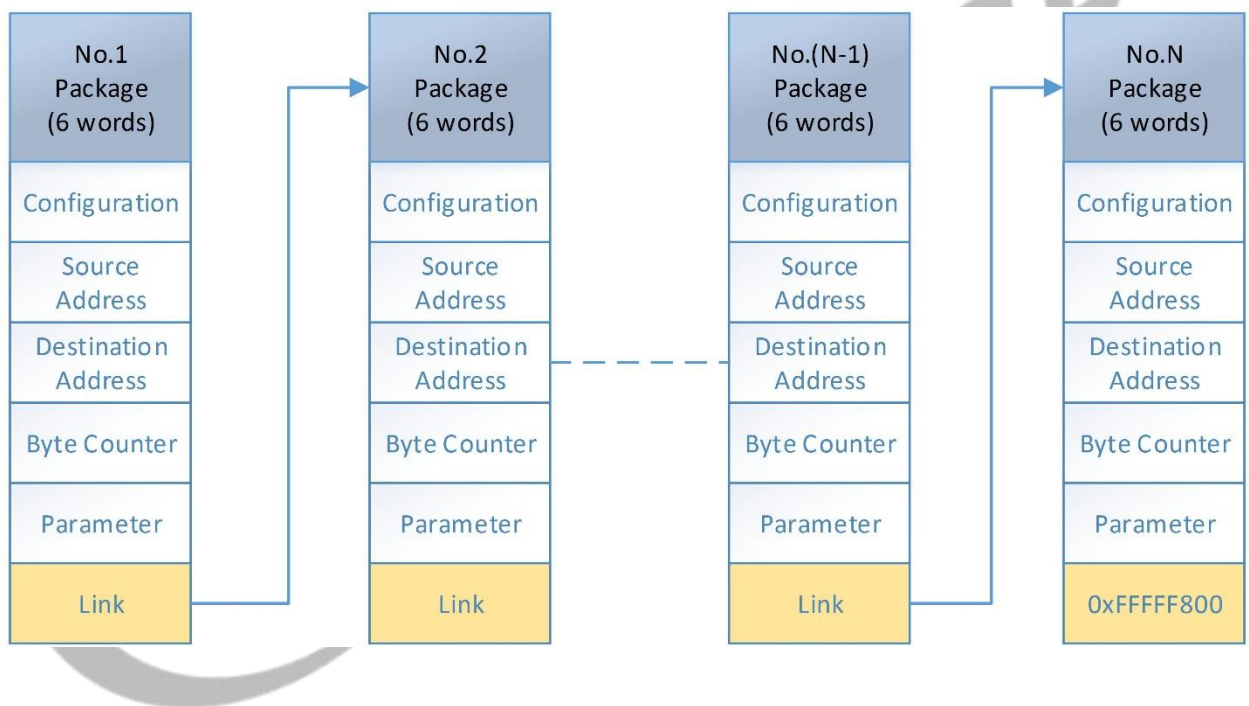 No.1
Package
(6 words)
Configuration
Source
Address
Destination
Address
Byte Counter
Parameter
Link
No.2
Package
(6 words)
Configuration
Source
Address
Destination
Address
Byte Counter
Parameter
Link
No.(N-1)
Package
(6 words)
Configuration
Source
Address
Destination
Address
Byte Counter
Parameter
Link
No.N
Package
(6 words)
Configuration
Source
Address
Destination
Address
Byte Counter
Parameter
0xFFFFF800